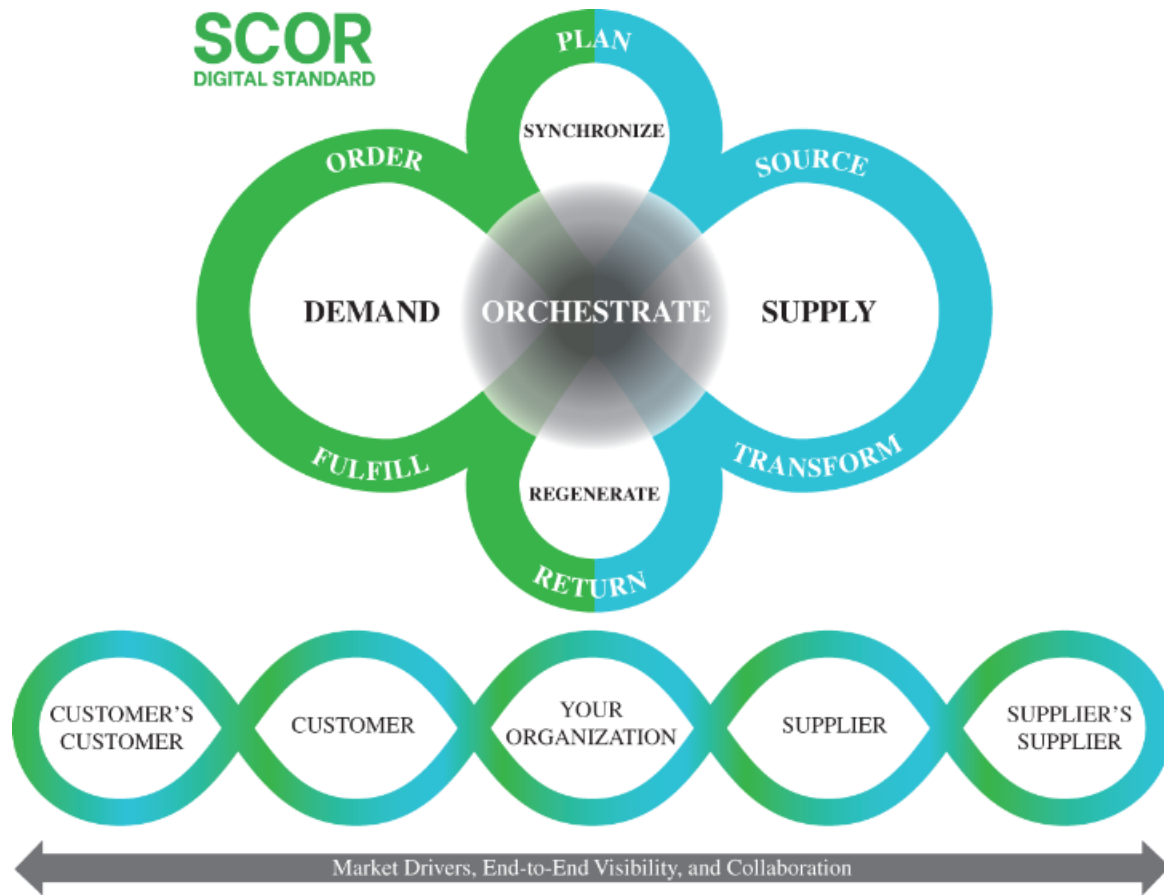 SCOR
DIGITAL STANDARD
PLAN
SYNCHRONIZE
ORDER
SOURCE
DEMAND
ORCHESTRATE
SUPPLY
FULFILL
TRANSFORM
REGENERATE
RETURN
CUSTOMER'S
CUSTOMER
CUSTOMER
YOUR
ORGANIZATION
SUPPLIER
SUPPLIER'S
SUPPLIER
Market Drivers, End-to-End Visibility, and Collaboration